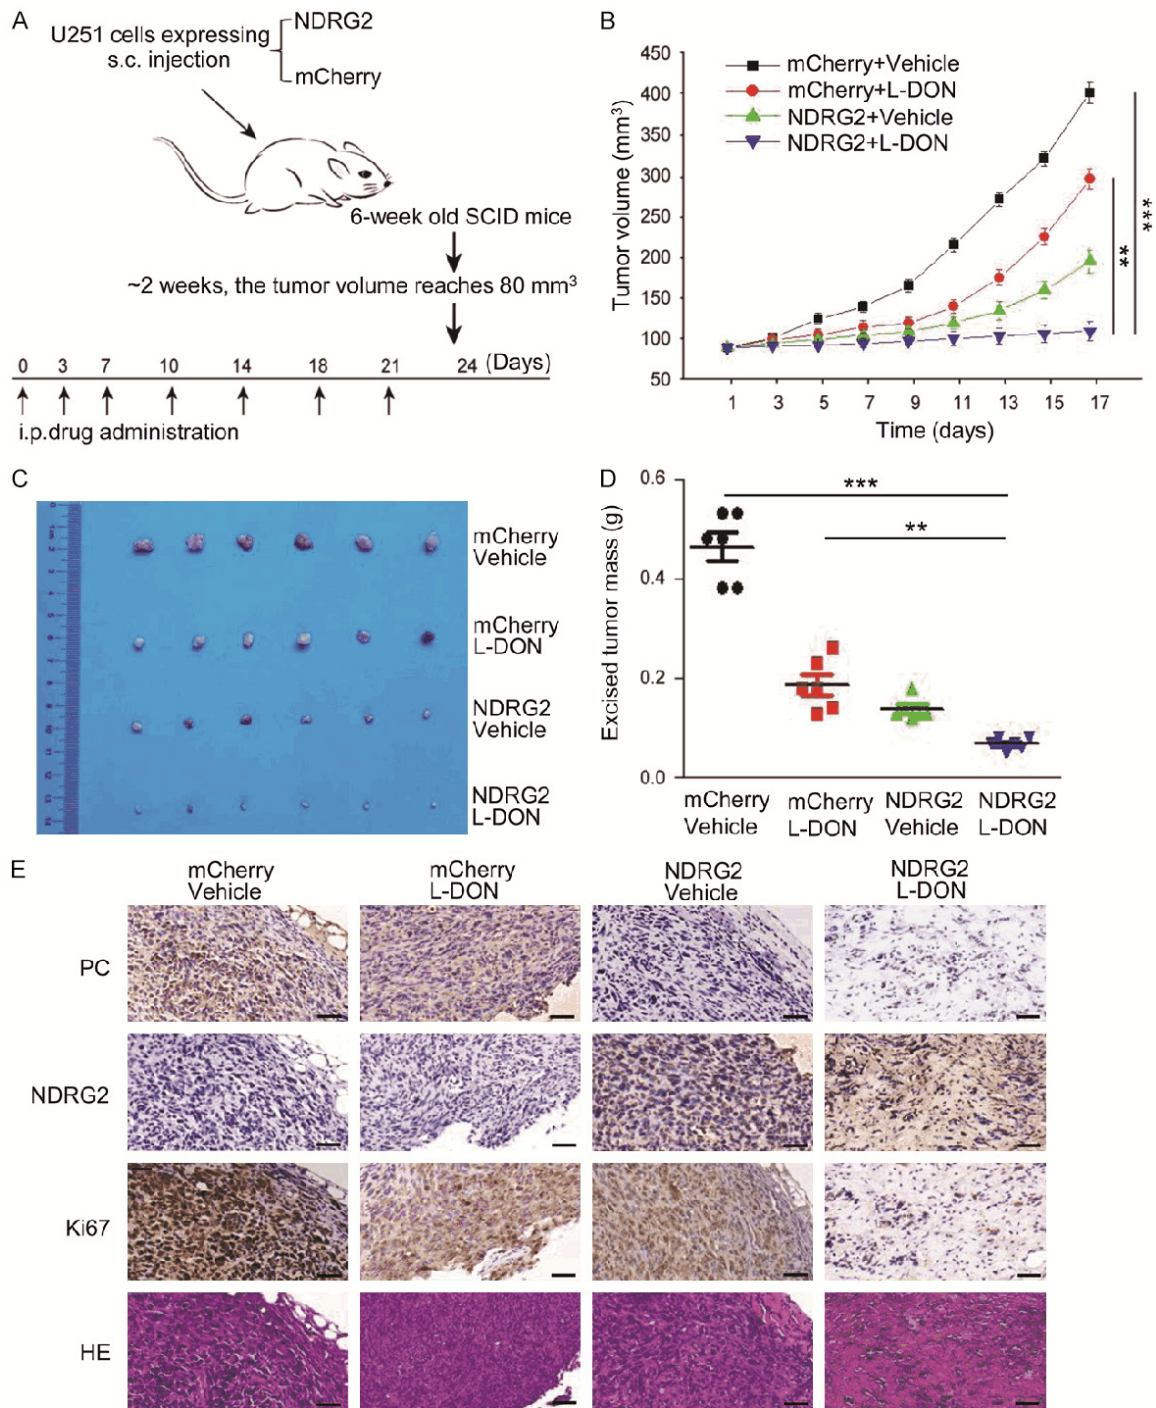 A
U251 cells expressing
s.c. injection
NDRG2
mCherry
6-week old SCID mice
~2 weeks, the tumor volume reaches 80 mm³
0 3 7 10 14 18 21 24 (Days)
i.p.drug administration
B
Tumor volume (mm³)
450
400
350
300
250
200
150
100
50
mCherry+Vehicle
mCherry+L-DON
NDRG2+Vehicle
NDRG2+L-DON
**
***
1 3 5 7 9 11 13 15 17
Time (days)
C
mCherry
Vehicle
mCherry
L-DON
NDRG2
Vehicle
NDRG2
L-DON
D
Excised tumor mass (g)
0.6
0.4
0.2
0.0
***
**
mCherry
Vehicle
mCherry
L-DON
NDRG2
Vehicle
NDRG2
L-DON
E
mCherry
Vehicle
mCherry
L-DON
NDRG2
Vehicle
NDRG2
L-DON
PC
NDRG2
Ki67
HE